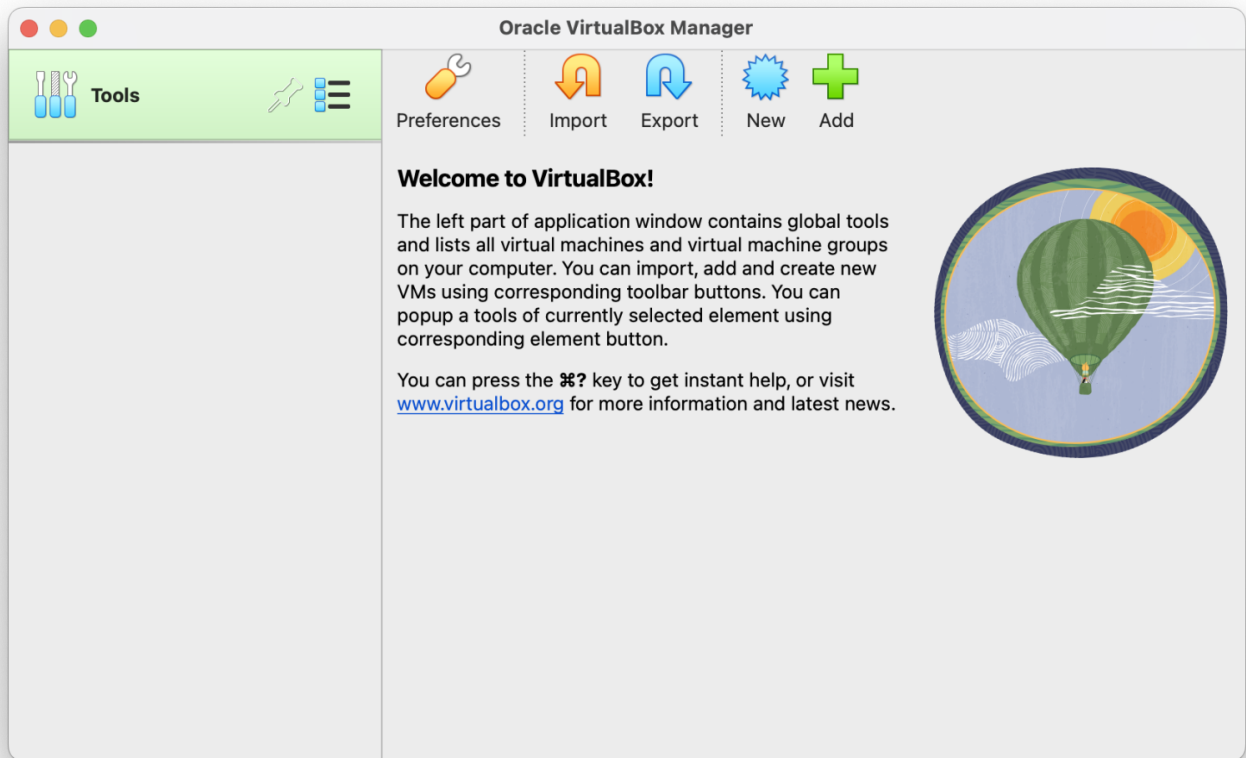 Oracle VirtualBox Manager
Tools
Preferences
Import
Export
New
Add
Welcome to VirtualBox!
The left part of application window contains global tools
and lists all virtual machines and virtual machine groups
on your computer. You can import, add and create new
VMs using corresponding toolbar buttons. You can
popup a tools of currently selected element using
corresponding element button.
You can press the ⌘? key to get instant help, or visit
www.virtualbox.org for more information and latest news.